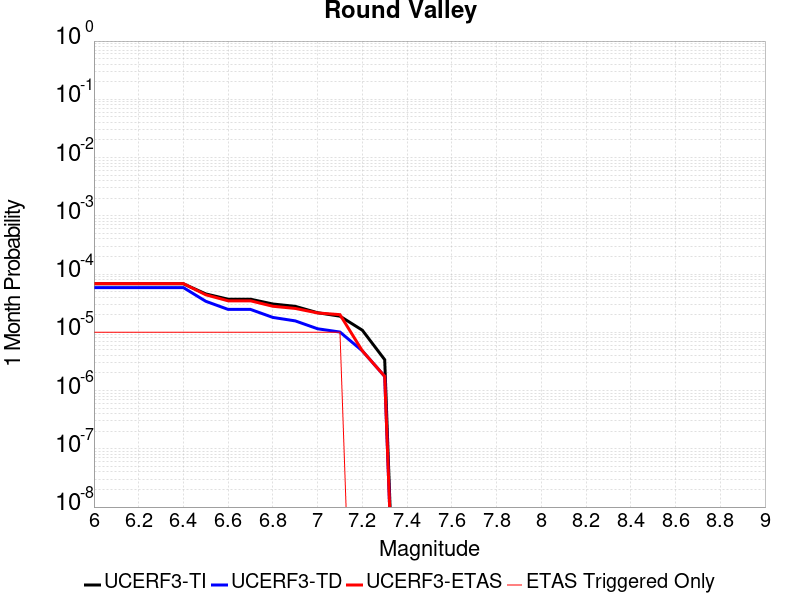 Round Valley
1 Month Probability
10 0
10 -1
10 -2
10 -3
10 -4
10 -5
10 -6
10 -7
10 -8
6 6.2 6.4 6.6 6.8 7 7.2 7.4 7.6 7.8 8 8.2 8.4 8.6 8.8 9
Magnitude
UCERF3-TI UCERF3-TD UCERF3-ETAS ETAS Triggered Only